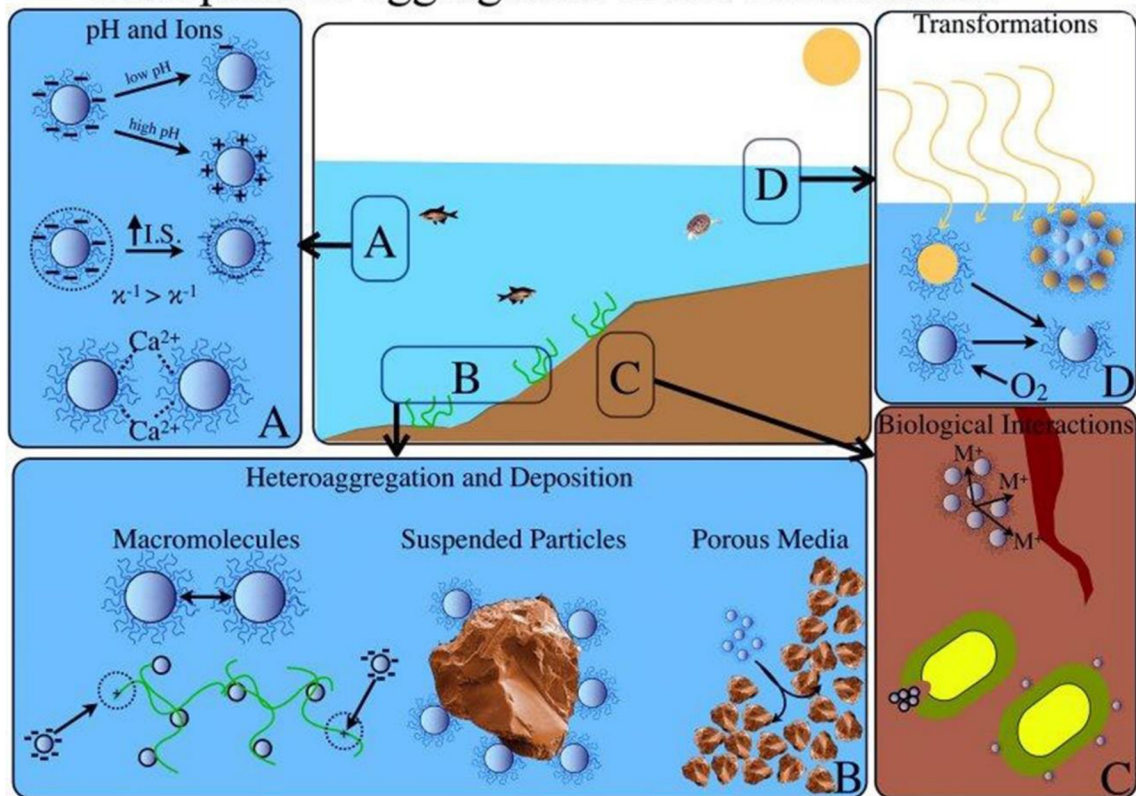 pH and Ions
low pH
high pH
I.S.
ϰ⁻¹ > ϰ⁻¹
Ca²⁺
Ca²⁺
A
A
B
C
D
Transformations
O₂
D
Heteroaggregation and Deposition
Macromolecules
Suspended Particles
Porous Media
B
Biological Interactions
M⁺
M⁺
M⁺
C